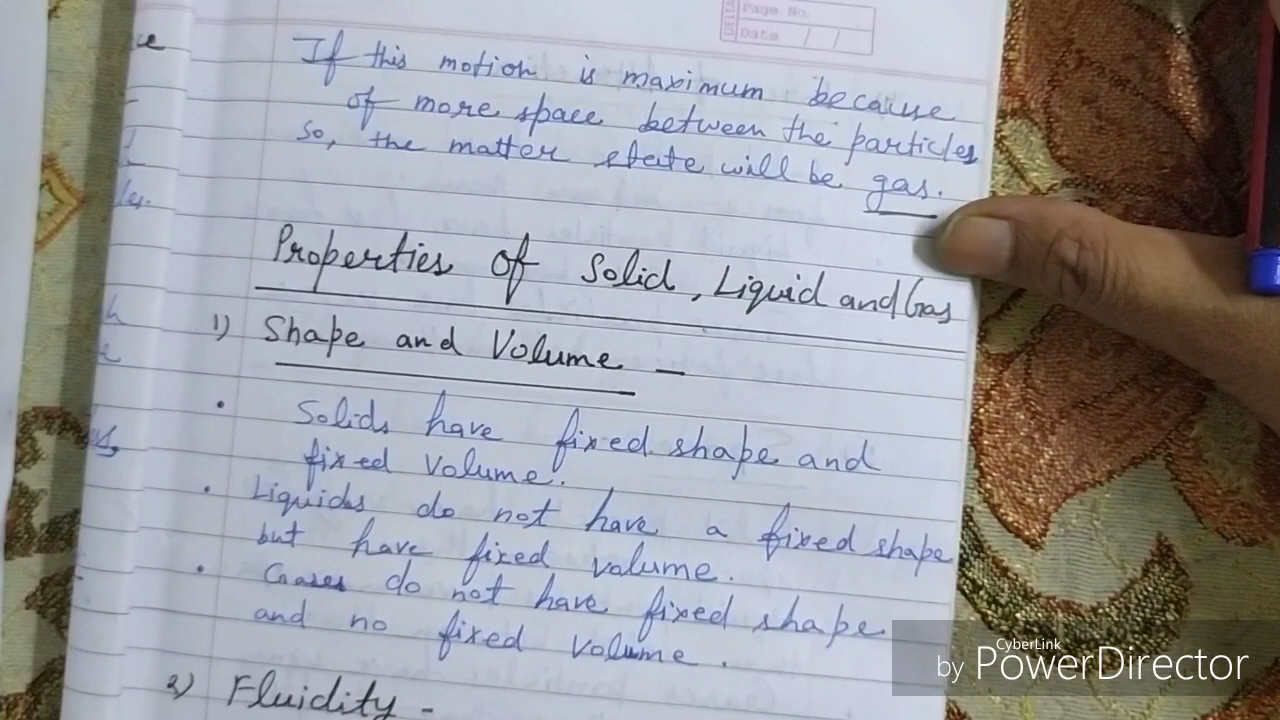 Page No.
Date / /
If this motion is maximum because
of more space between the particles
so, the matter state will be gas.
Properties of Solid, Liquid and Gas
1) Shape and Volume -
• Solids have fixed shape and
fixed volume.
• Liquids do not have a fixed shape
but have fixed volume.
• Gases do not have fixed shape
and no fixed volume.
2) Fluidity -
CyberLink
by PowerDirector